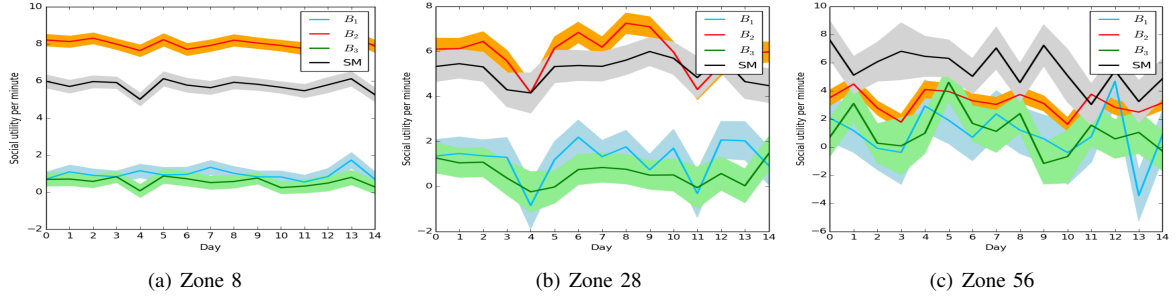 10
8
6
4
2
0
−2
Social utility per minute
0 1 2 3 4 5 6 7 8 9 10 11 12 13 14
Day
B1
B2
B3
SM
(a) Zone 8
8
6
4
2
0
−2
Social utility per minute
0 1 2 3 4 5 6 7 8 9 10 11 12 13 14
Day
B1
B2
B3
SM
(b) Zone 28
10
8
6
4
2
0
−2
−4
−6
Social utility per minute
0 1 2 3 4 5 6 7 8 9 10 11 12 13 14
Day
B1
B2
B3
SM
(c) Zone 56